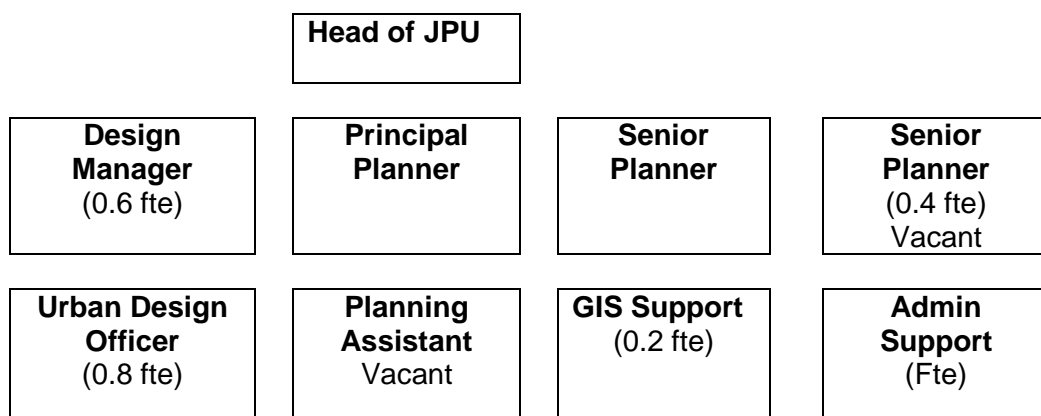 Head of JPU
Design
Manager
(0.6 fte)
Principal
Planner
Senior
Planner
Senior
Planner
(0.4 fte)
Vacant
Urban Design
Officer
(0.8 fte)
Planning
Assistant
Vacant
GIS Support
(0.2 fte)
Admin
Support
(Fte)